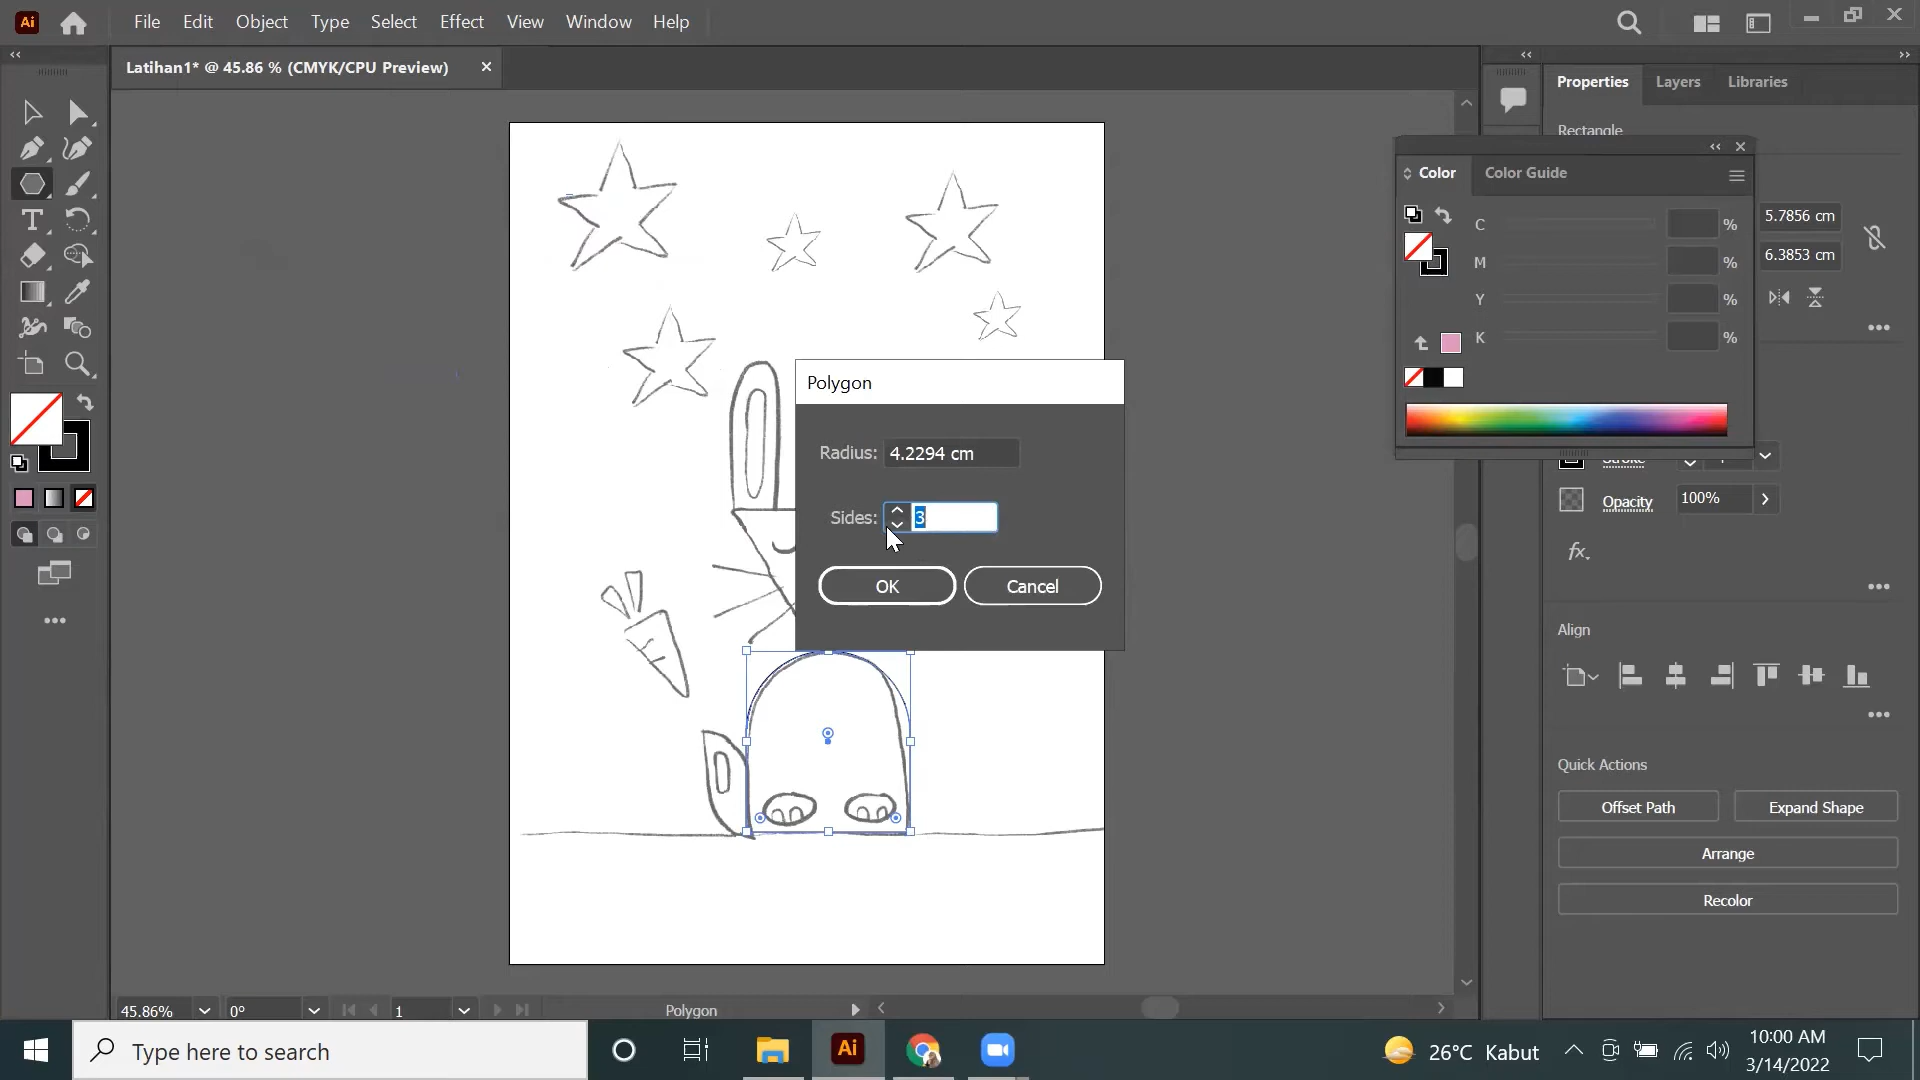 Ai File Edit Object Type Select Effect View Window Help
Latihan1* @ 45.86 % (CMYK/CPU Preview)
Properties Layers Libraries
Rectangle
Color Color Guide
C %
M %
Y %
K %
5.7856 cm
6.3853 cm
Polygon
Radius: 4.2294 cm
Sides: 3
OK Cancel
Stroke
Opacity 100%
fx.
Align
Quick Actions
Offset Path Expand Shape
Arrange
Recolor
45.86% 0° 1 Polygon
Type here to search
Ai
26°C Kabut
10:00 AM
3/14/2022